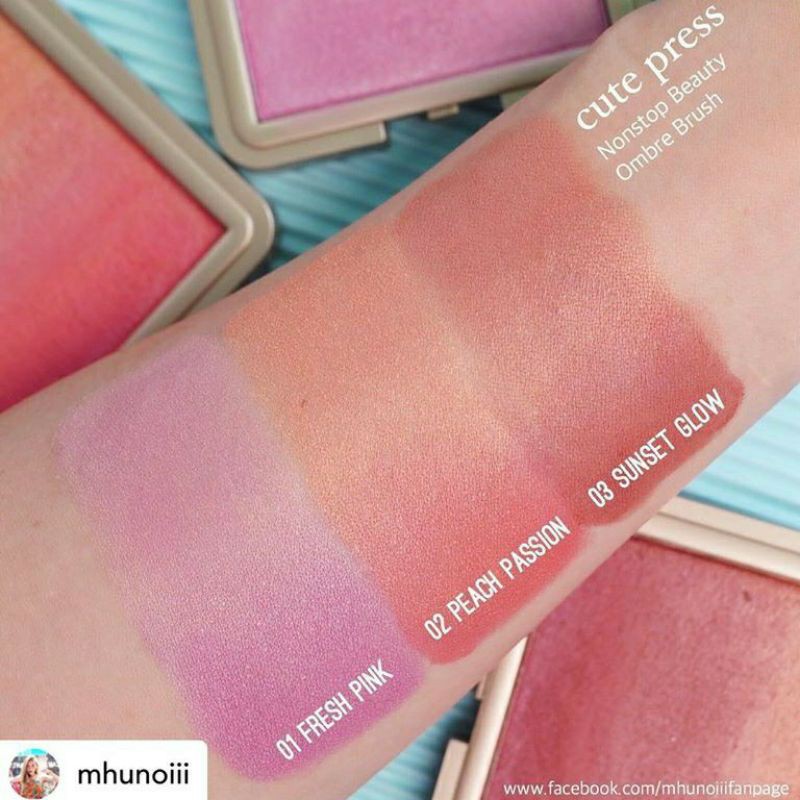 cute press
Nonstop Beauty
Ombre Brush
03 SUNSET GLOW
02 PEACH PASSION
01 FRESH PINK
mhunoiii
www.facebook.com/mhunoiiifanpage